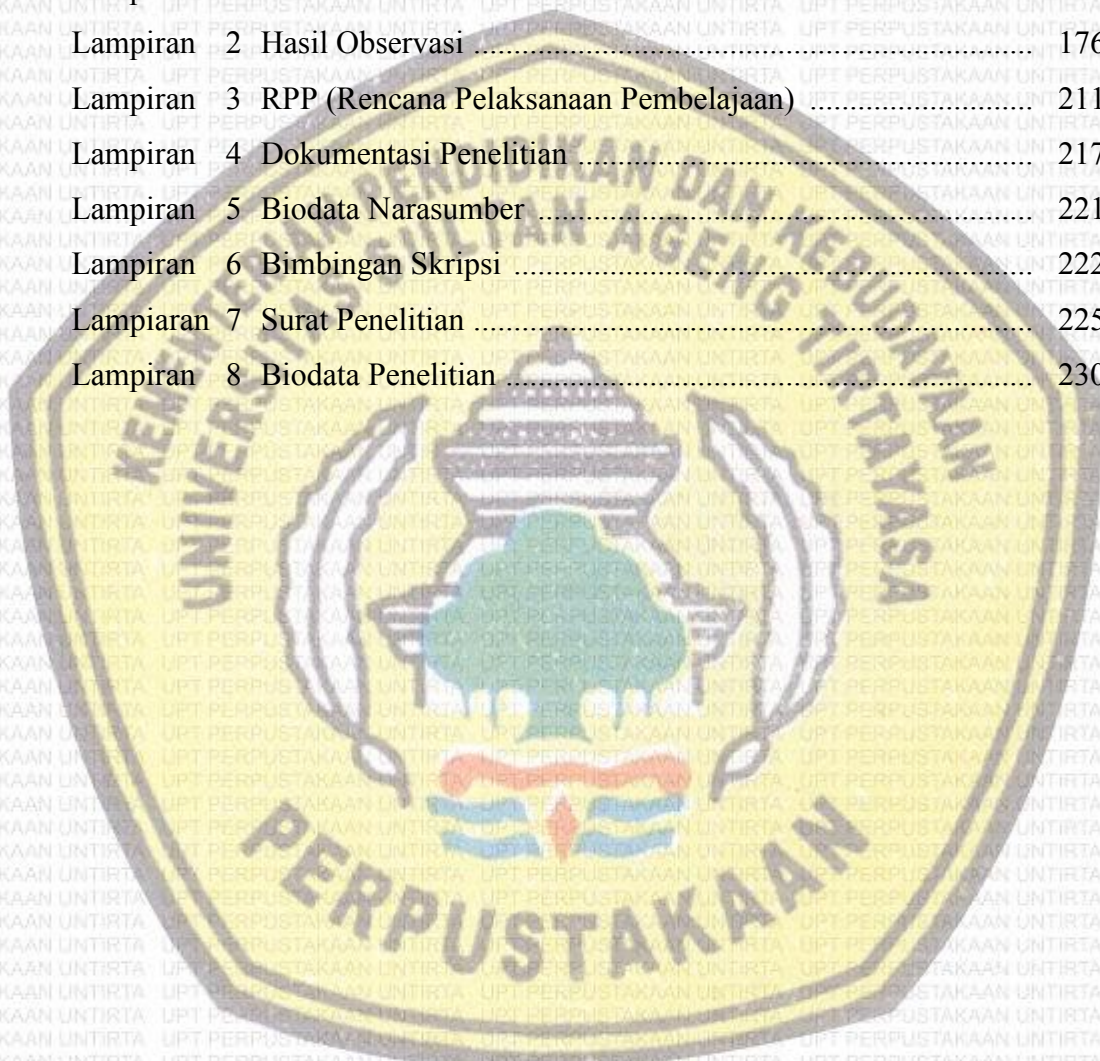 Lampiran 2 Hasil Observasi ........................................................................ 176
Lampiran 3 RPP (Rencana Pelaksanaan Pembelajaan) ............................... 211
Lampiran 4 Dokumentasi Penelitian ............................................................ 217
Lampiran 5 Biodata Narasumber .................................................................. 221
Lampiran 6 Bimbingan Skripsi ..................................................................... 222
Lampiaran 7 Surat Penelitian ........................................................................ 225
Lampiran 8 Biodata Penelitian ...................................................................... 230
KEMENTERIAN PENDIDIKAN DAN KEBUDAYAAN
UNIVERSITAS SULTAN AGENG TIRTAYASA
PERPUSTAKAAN